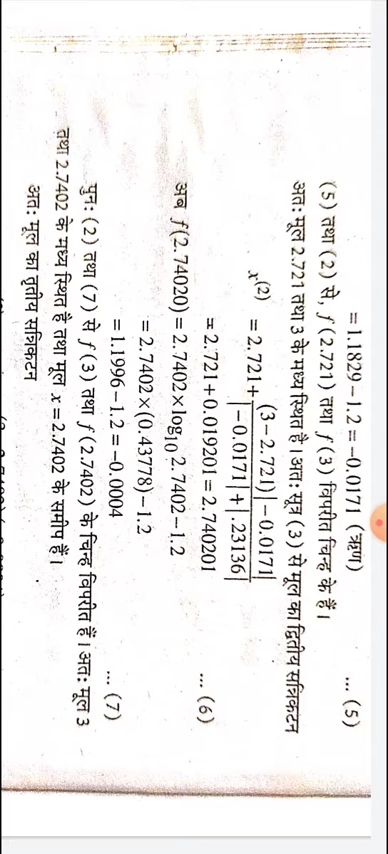 = 1.1829 – 1.2 = –0.0171 (ऋण) ... (5)
(5) तथा (2) से, f (2.721) तथा f (3) विपरीत चिन्ह के हैं।
अतः मूल 2.721 तथा 3 के मध्य स्थित है। अतः सूत्र (3) से मूल का द्वितीय सन्निकटन
x^(2) = 2.721 + (3 – 2.721)| – 0.0171| / | – 0.0171| + | .23136|
= 2.721 + 0.019201 = 2.740201 ... (6)
अब f(2.74020) = 2.7402 × log10 2.7402 – 1.2
= 2.7402 × (0.43778) – 1.2
= 1.1996 – 1.2 = –0.0004 ... (7)
पुनः (2) तथा (7) से f (3) तथा f (2.7402) के चिन्ह विपरीत हैं। अतः मूल 3
तथा 2.7402 के मध्य स्थित हैं तथा मूल x = 2.7402 के समीप हैं।
अतः मूल का तृतीय सन्निकटन